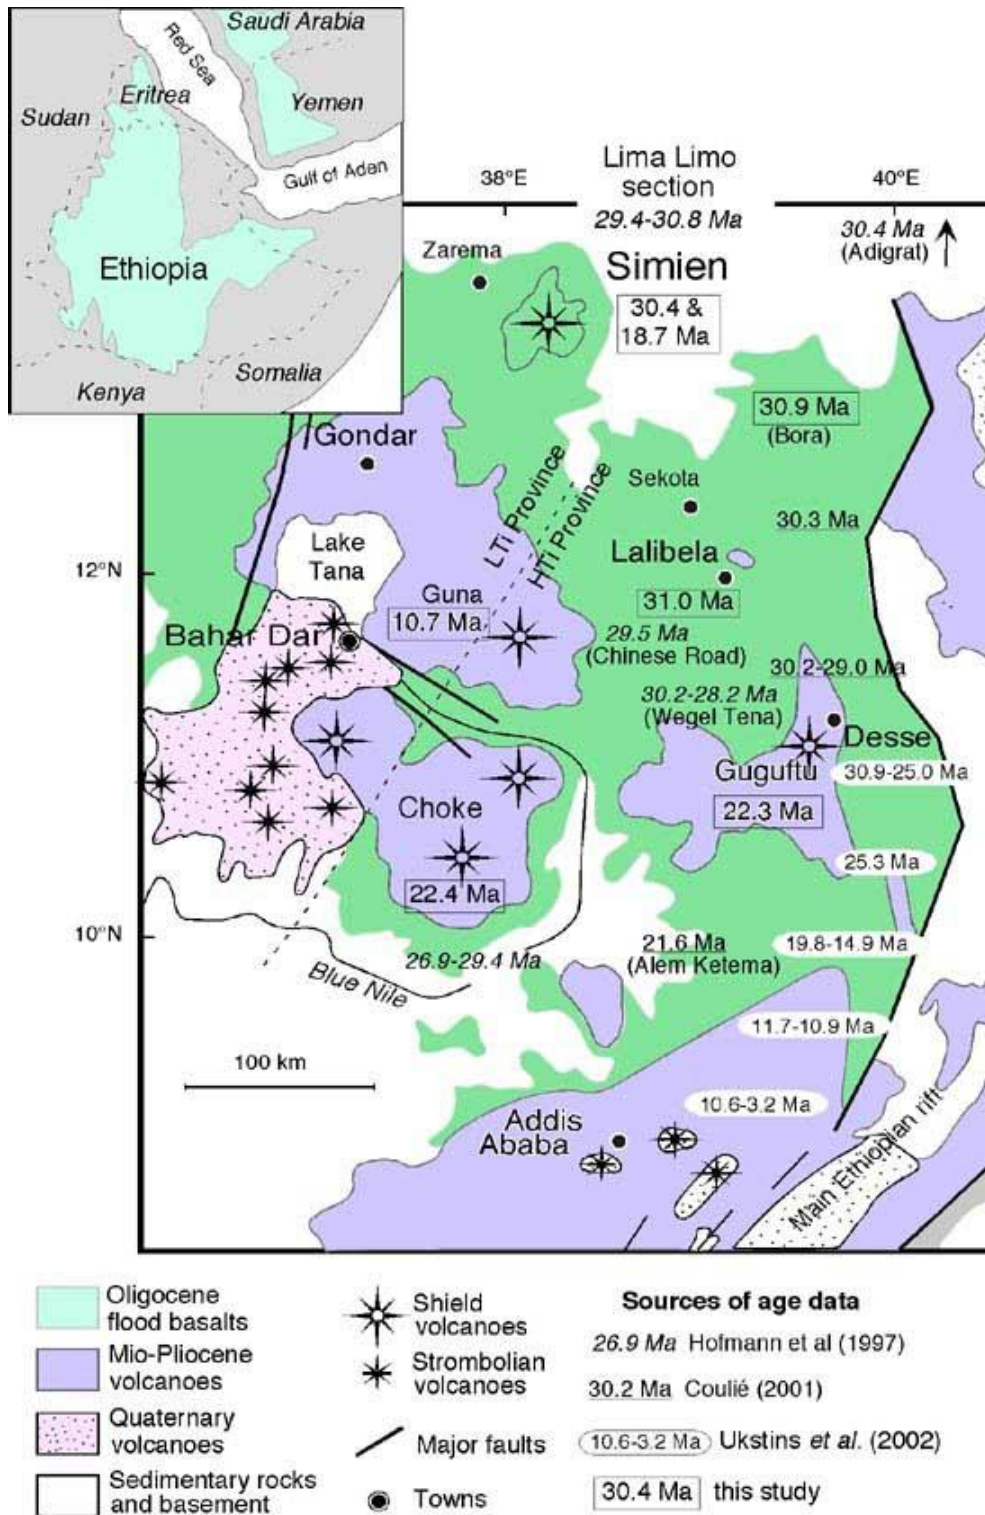 Saudi Arabia
Red Sea
Eritrea
Sudan
Yemen
Gulf of Aden
Ethiopia
Kenya
Somalia
38°E
Lima Limo
section
29.4-30.8 Ma
40°E
30.4 Ma
(Adigrat)
Zarema
Simien
30.4 &
18.7 Ma
30.9 Ma
(Bora)
Gondar
LTi Province
HTi Province
Sekota
30.3 Ma
Lake
Tana
Lalibela
12°N
31.0 Ma
Guna
10.7 Ma
Bahar Dar
29.5 Ma
(Chinese Road)
30.2-29.0 Ma
30.2-28.2 Ma
(Wegel Tena)
Desse
Guguftu
30.9-25.0 Ma
22.3 Ma
Choke
22.4 Ma
25.3 Ma
10°N
26.9-29.4 Ma
21.6 Ma
(Alem Ketema)
19.8-14.9 Ma
Blue Nile
11.7-10.9 Ma
100 km
10.6-3.2 Ma
Addis
Ababa
Main Ethiopian rift
Oligocene
flood basalts
Mio-Pliocene
volcanoes
Quaternary
volcanoes
Sedimentary rocks
and basement
Shield
volcanoes
Strombolian
volcanoes
Major faults
Towns
Sources of age data
26.9 Ma Hofmann et al (1997)
30.2 Ma Coulié (2001)
10.6-3.2 Ma Ukstins et al. (2002)
30.4 Ma this study